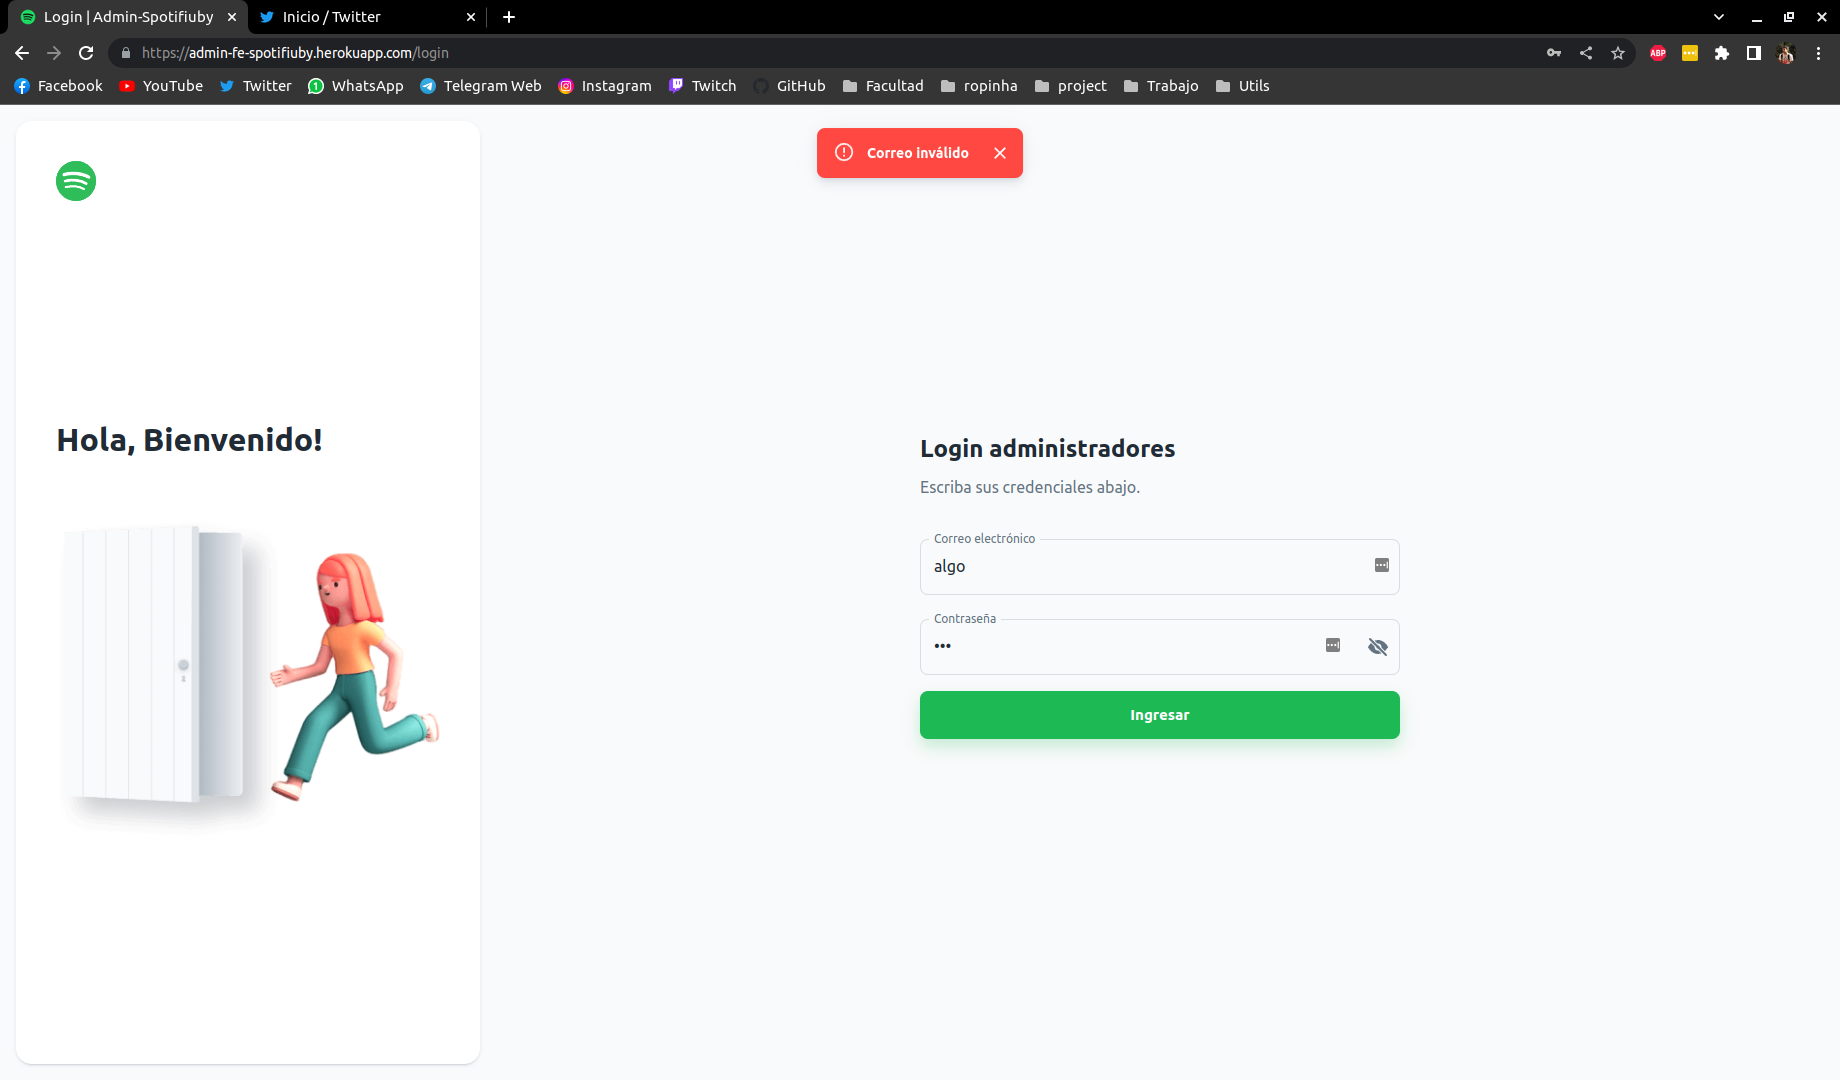 Login | Admin-Spotifiuby
Inicio / Twitter
https://admin-fe-spotifiuby.herokuapp.com/login
ABP
Facebook YouTube Twitter WhatsApp Telegram Web Instagram Twitch GitHub Facultad ropinha project Trabajo Utils
Correo inválido
Hola, Bienvenido!
Login administradores
Escriba sus credenciales abajo.
Correo electrónico
algo
Contraseña
•••
Ingresar